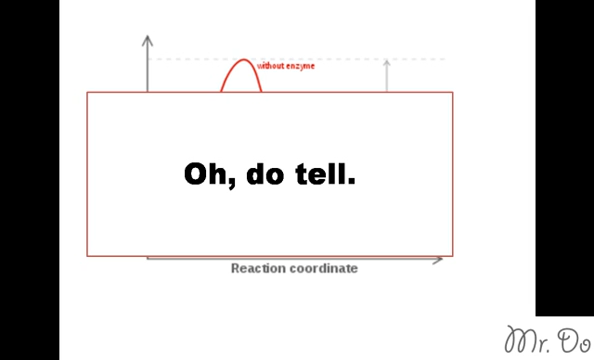 without enzyme
Oh, do tell.
Reaction coordinate
Mr. Do